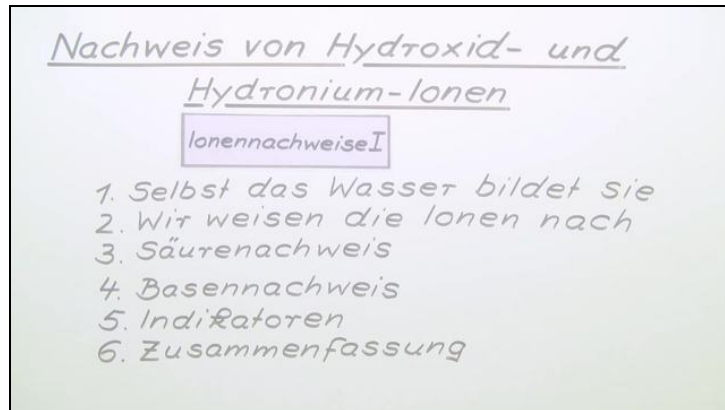 Nachweis von Hydroxid- und
Hydronium-Ionen
Ionennachweise I
1. Selbst das Wasser bildet sie
2. Wir weisen die Ionen nach
3. Säurenachweis
4. Basennachweis
5. Indikatoren
6. Zusammenfassung